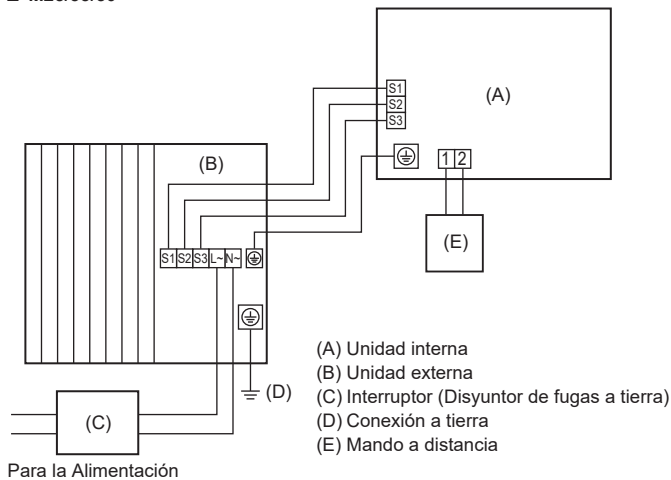 (A)
S1
S2
S3
1 2
(B)
(E)
S1 S2 S3 L~ N~
(D)
(C)
Para la Alimentación
(A) Unidad interna
(B) Unidad externa
(C) Interruptor (Disyuntor de fugas a tierra)
(D) Conexión a tierra
(E) Mando a distancia